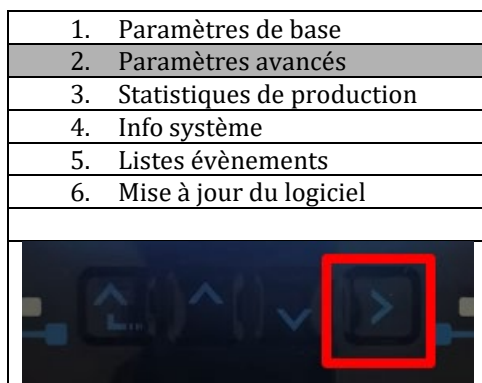 1. Paramètres de base
2. Paramètres avancés
3. Statistiques de production
4. Info système
5. Listes évènements
6. Mise à jour du logiciel